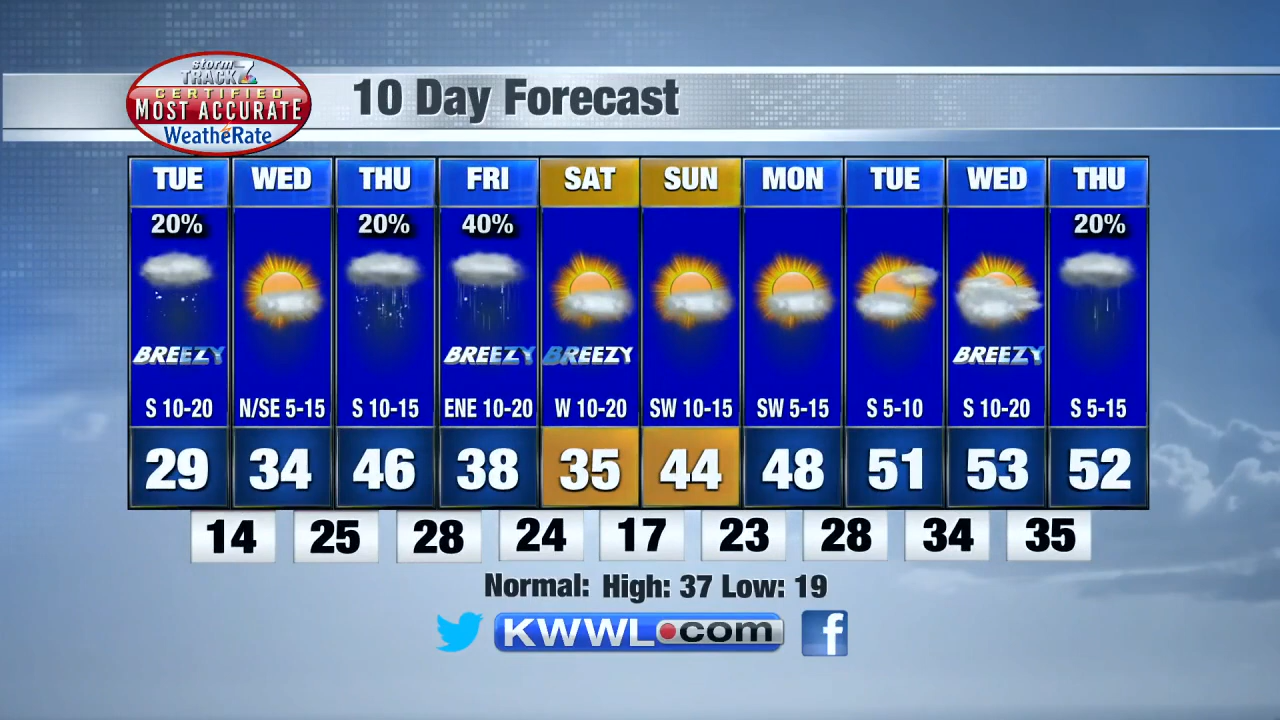 storm
TRACK 7
CERTIFIED
MOST ACCURATE
WeatheRate
10 Day Forecast
TUE WED THU FRI SAT SUN MON TUE WED THU
20% 20% 40% 20%
BREEZY BREEZY BREEZY BREEZY
S 10-20 N/SE 5-15 S 10-15 ENE 10-20 W 10-20 SW 10-15 SW 5-15 S 5-10 S 10-20 S 5-15
29 34 46 38 35 44 48 51 53 52
14 25 28 24 17 23 28 34 35
Normal: High: 37 Low: 19
KWWL.com f